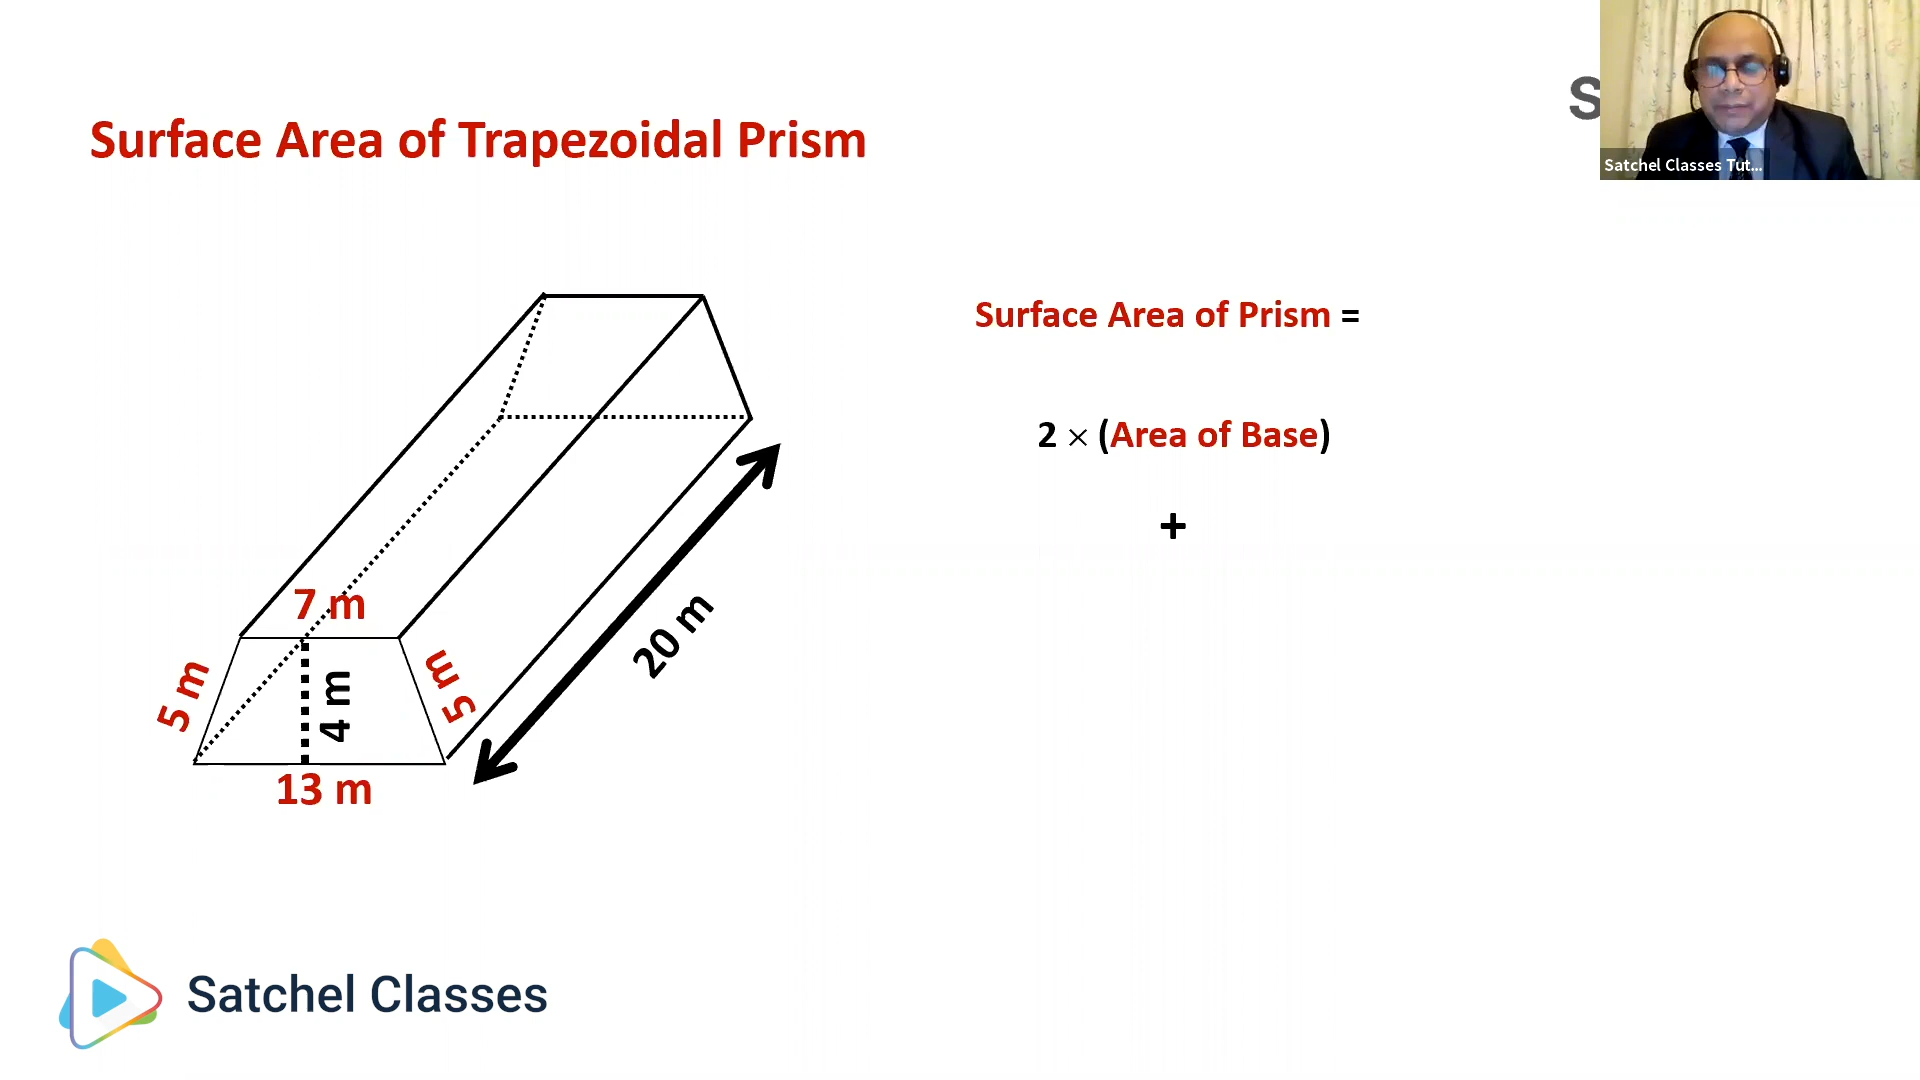 Surface Area of Trapezoidal Prism
S
Satchel Classes Tut...
Surface Area of Prism =
2 × (Area of Base)
+
7 m
5 m
4 m
5 m
20 m
13 m
Satchel Classes